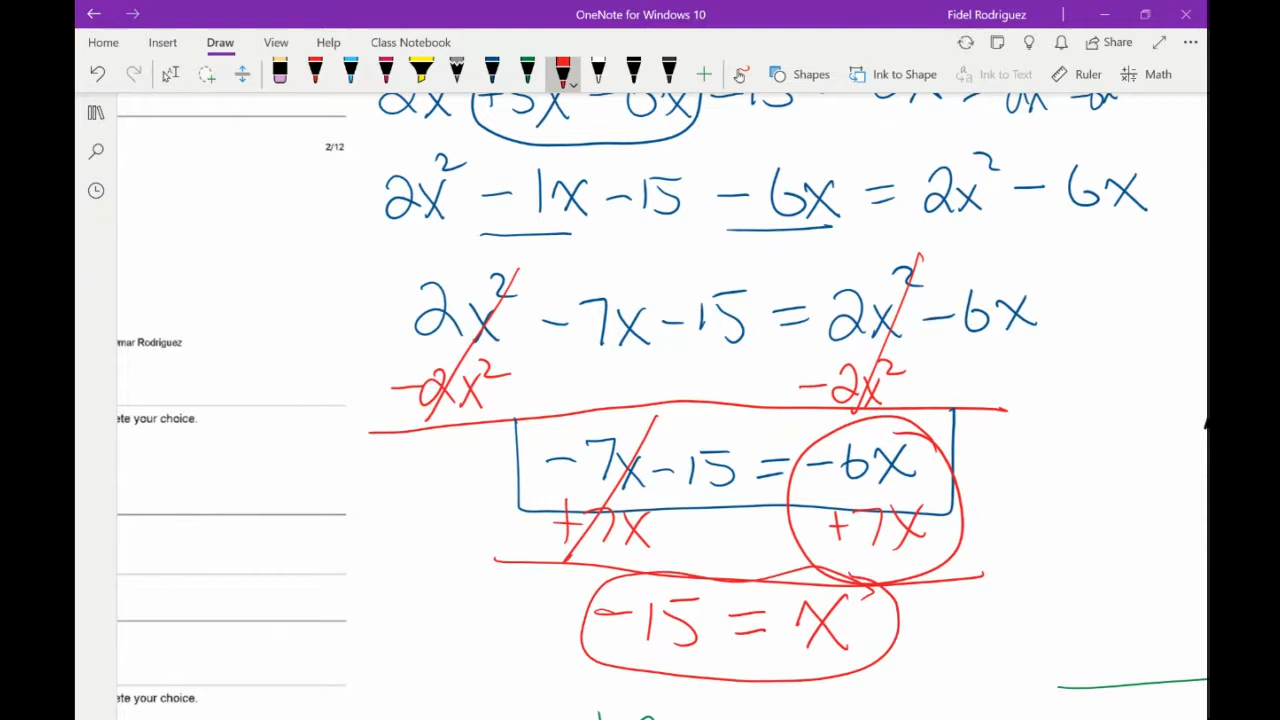 OneNote for Windows 10
Fidel Rodriguez
Home Insert Draw View Help Class Notebook
Share
Shapes Ink to Shape Ink to Text Ruler Math
2/12
2x² - 1x - 15 - 6x = 2x² - 6x
2x² - 7x - 15 = 2x² - 6x
mar Rodriguez
-2x² -2x²
ete your choice.
-7x - 15 = -6x
+7x +7x
-15 = x
ete your choice.